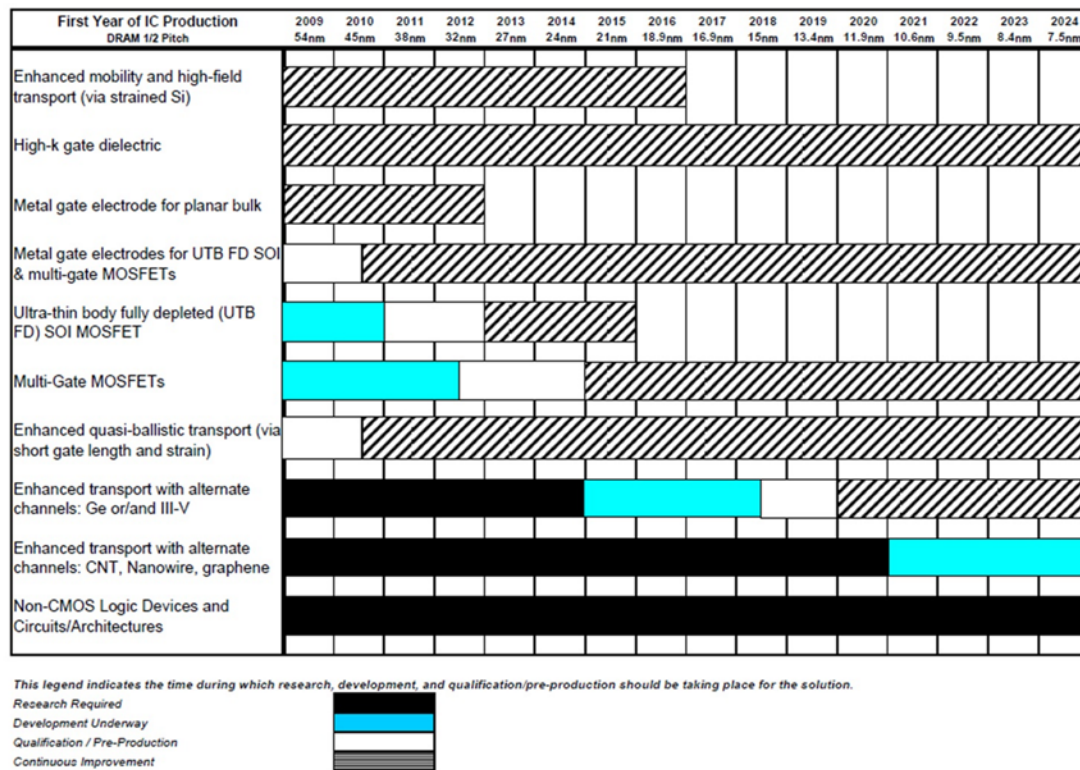 First Year of IC Production 2009 2010 2011 2012 2013 2014 2015 2016 2017 2018 2019 2020 2021 2022 2023 2024
DRAM 1/2 Pitch 54nm 45nm 38nm 32nm 27nm 24nm 21nm 18.9nm 16.9nm 15nm 13.4nm 11.9nm 10.6nm 9.5nm 8.4nm 7.5nm
Enhanced mobility and high-field
transport (via strained Si)
High-k gate dielectric
Metal gate electrode for planar bulk
Metal gate electrodes for UTB FD SOI
& multi-gate MOSFETs
Ultra-thin body fully depleted (UTB
FD) SOI MOSFET
Multi-Gate MOSFETs
Enhanced quasi-ballistic transport (via
short gate length and strain)
Enhanced transport with alternate
channels: Ge or/and III-V
Enhanced transport with alternate
channels: CNT, Nanowire, graphene
Non-CMOS Logic Devices and
Circuits/Architectures
This legend indicates the time during which research, development, and qualification/pre-production should be taking place for the solution.
Research Required
Development Underway
Qualification / Pre-Production
Continuous Improvement